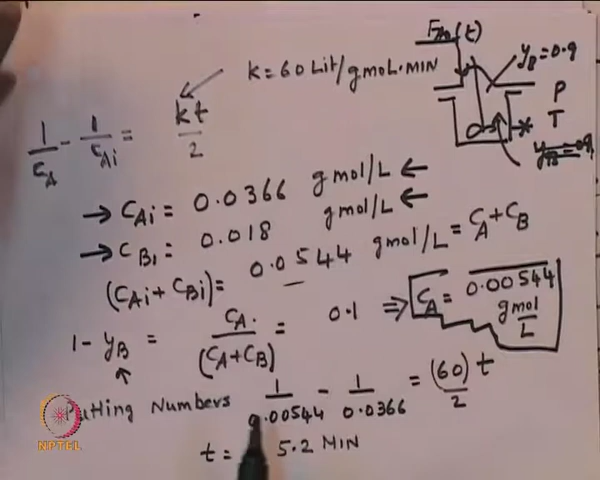 Fin(t)
k = 60 Lit/gmol·MIN
y_B = 0.9
P
T
1/C_A - 1/C_Ai = kt/2
→ C_Ai = 0.0366 gmol/L ←
→ C_Bi = 0.018 gmol/L ←
(C_Ai + C_Bi) = 0.0544 gmol/L = C_A + C_B
1 - y_B = C_A/(C_A + C_B) = 0.1 ⇒ C_A = 0.00544 gmol/L
Putting Numbers 1/0.00544 - 1/0.0366 = (60)t/2
t = 5.2 MIN
NPTEL